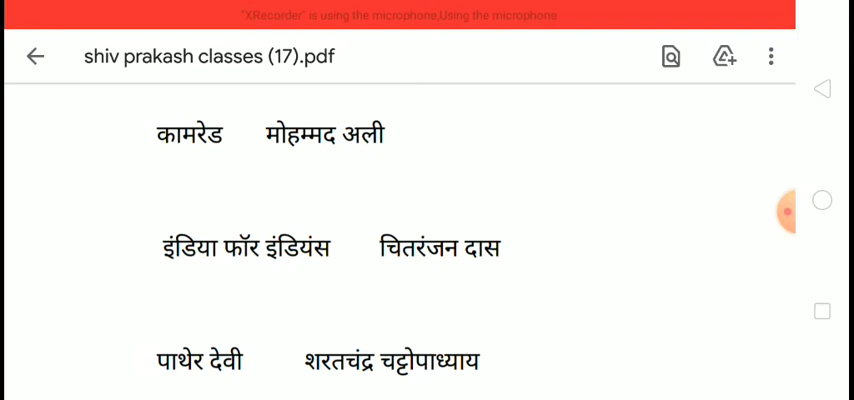 "XRecorder" is using the microphone,Using the microphone
shiv prakash classes (17).pdf
कामरेड मोहम्मद अली
इंडिया फॉर इंडियंस चितरंजन दास
पाथेर देवी शरतचंद्र चट्टोपाध्याय